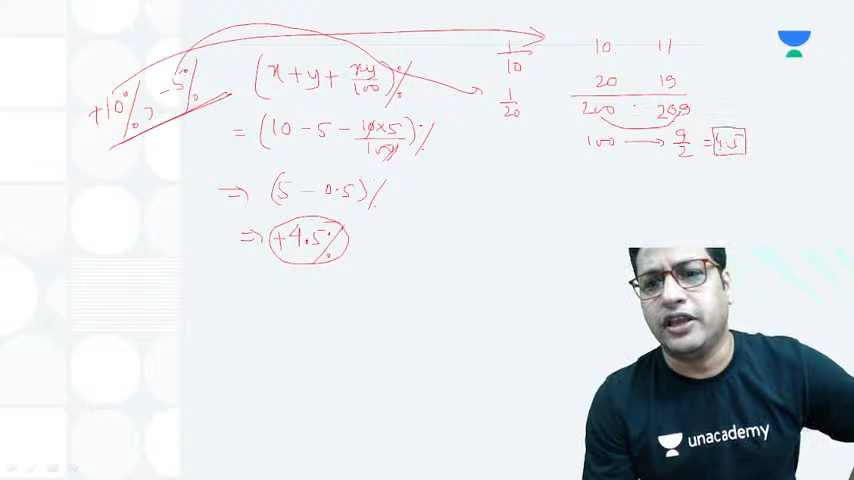 +10%, -5%
(x+y+xy/100)%
= (10-5-10×5/100)%
⇒ (5-0.5)%
⇒ +4.5%
1/10 10 11
1/20 20 19
200 : 209
100 → 9/2 = 4.5
unacademy